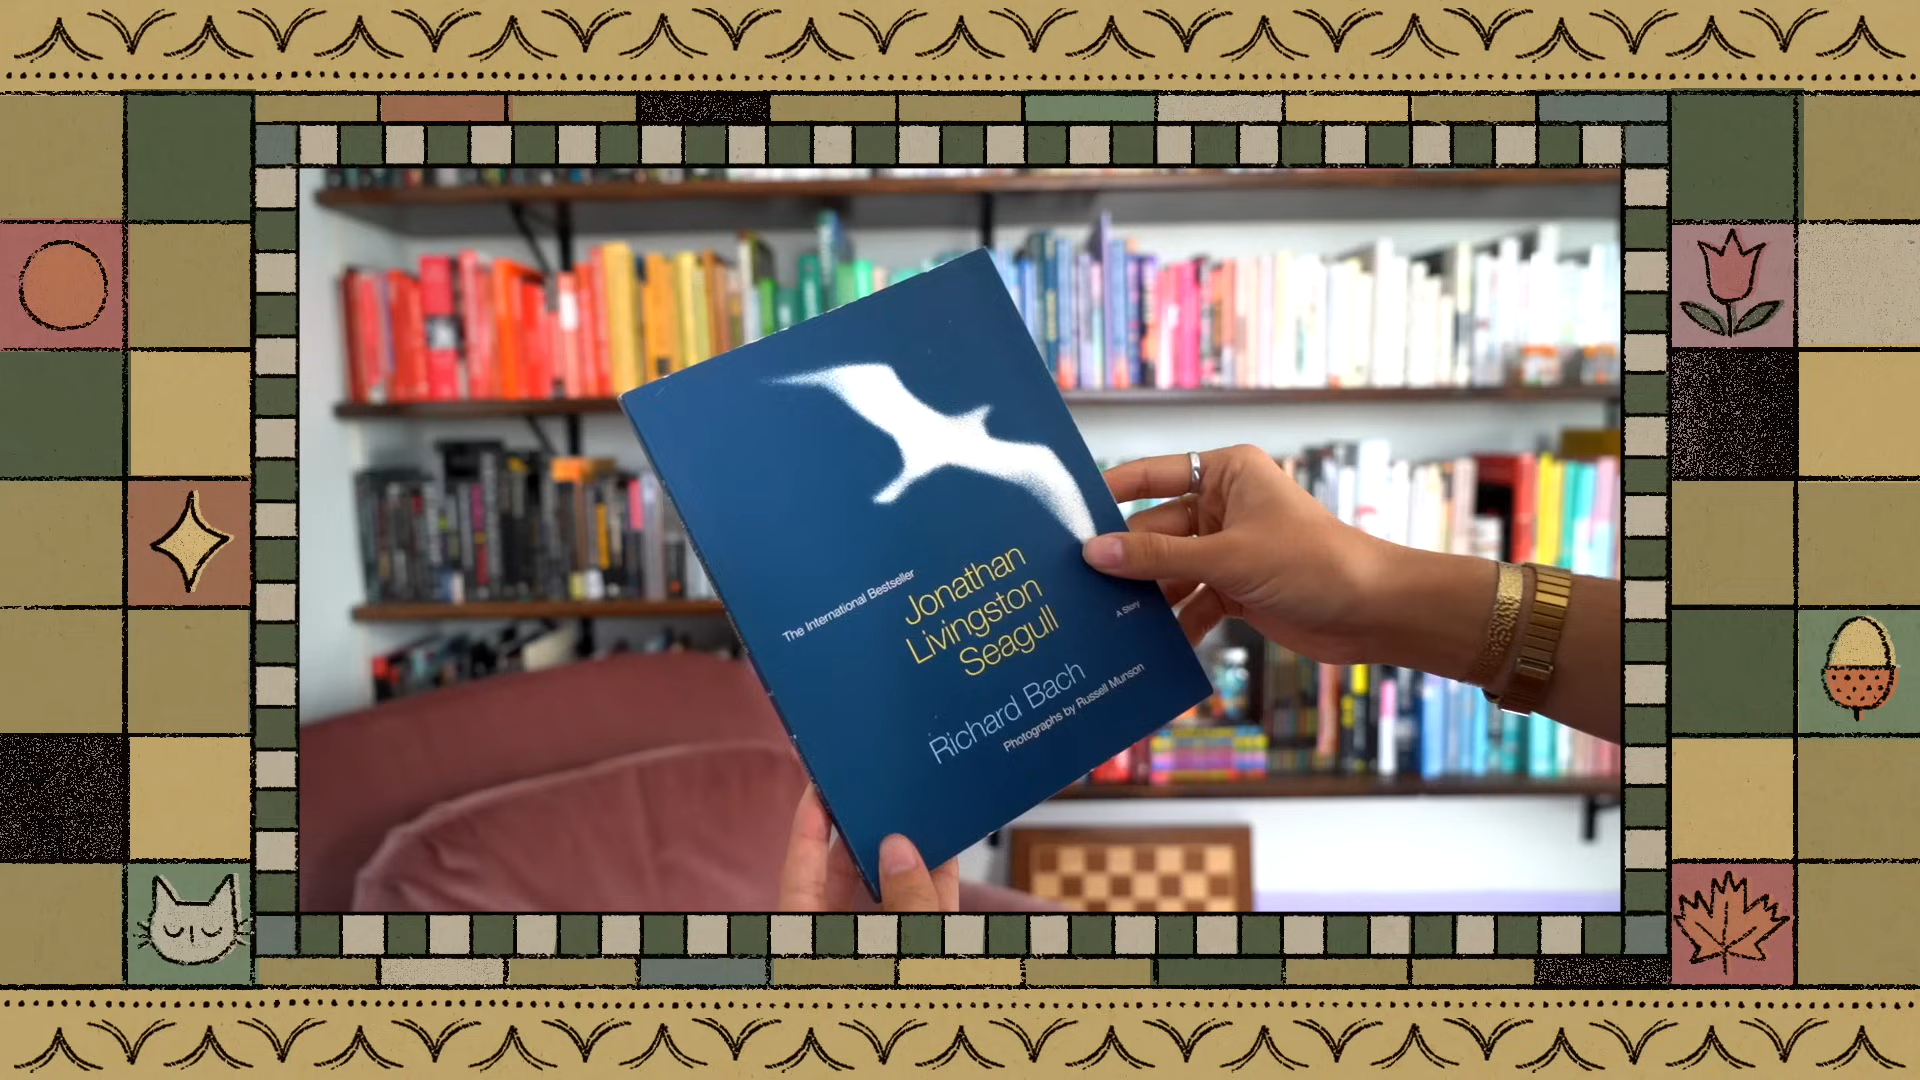 The International Bestseller
Jonathan
Livingston
Seagull
A Story
Richard Bach
Photographs by Russell Munson